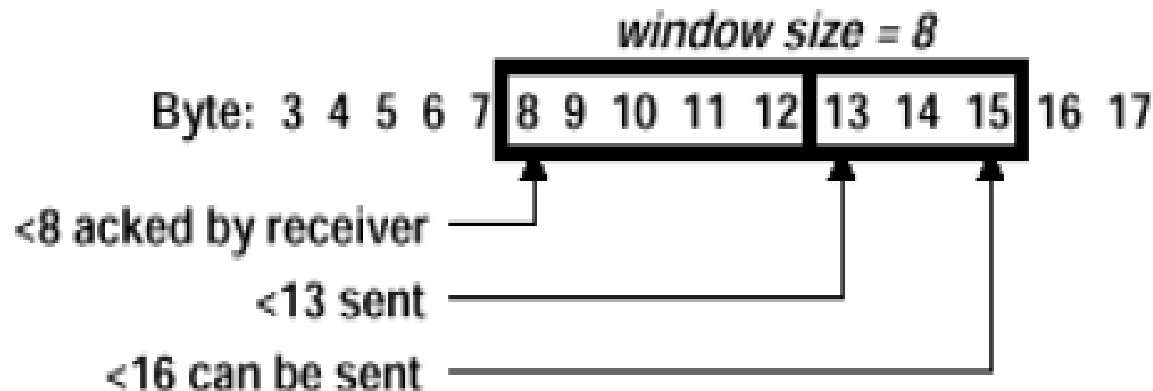 window size = 8
Byte: 3 4 5 6 7 8 9 10 11 12 13 14 15 16 17
<8 acked by receiver
<13 sent
<16 can be sent